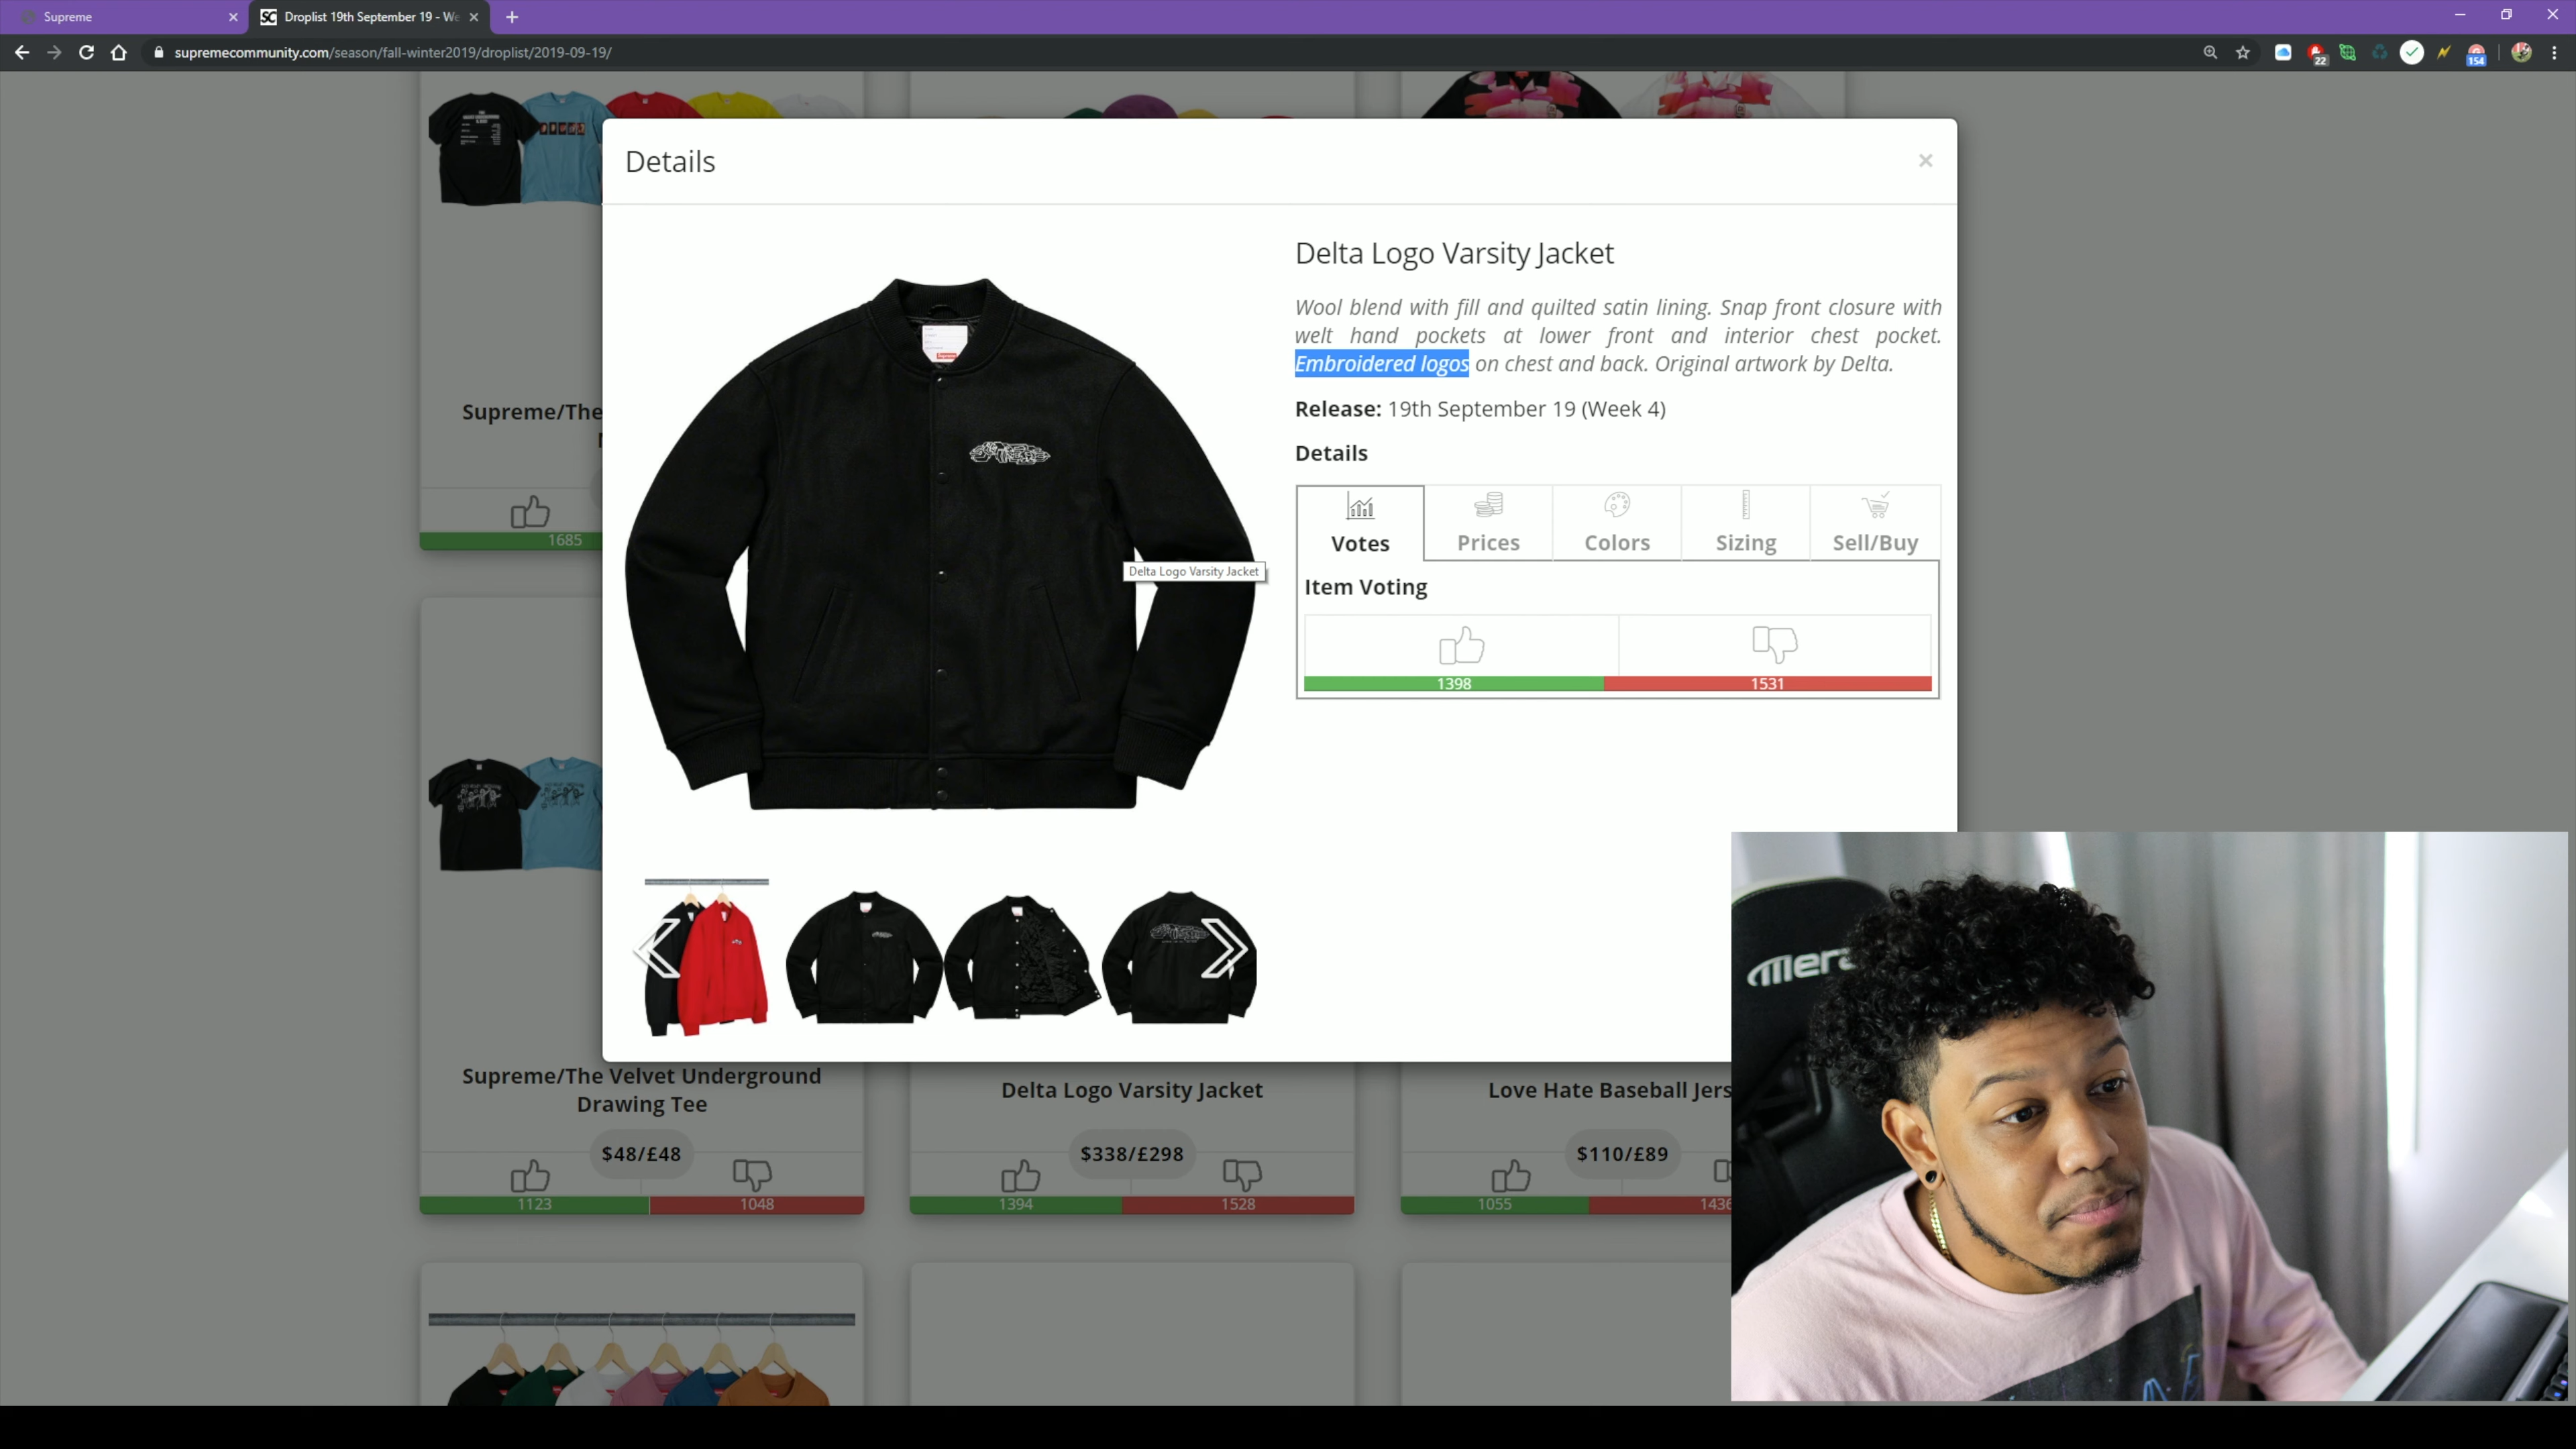 Supreme
Droplist 19th September 19 - We
supremecommunity.com/season/fall-winter2019/droplist/2019-09-19/
22
154
Details
Delta Logo Varsity Jacket
Wool blend with fill and quilted satin lining. Snap front closure with
welt hand pockets at lower front and interior chest pocket.
Embroidered logos on chest and back. Original artwork by Delta.
Release: 19th September 19 (Week 4)
Details
Votes
Prices
Colors
Sizing
Sell/Buy
Item Voting
1398
1531
Delta Logo Varsity Jacket
Supreme
Supreme/The
1685
Supreme/The Velvet Underground
Drawing Tee
$48/£48
1123
1048
Delta Logo Varsity Jacket
$338/£298
1394
1528
Love Hate Baseball Jers
$110/£89
1055
1436